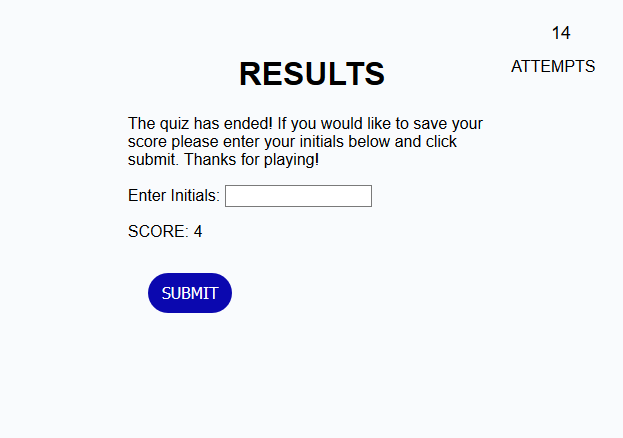 14
ATTEMPTS
RESULTS
The quiz has ended! If you would like to save your
score please enter your initials below and click
submit. Thanks for playing!
Enter Initials:
SCORE: 4
SUBMIT